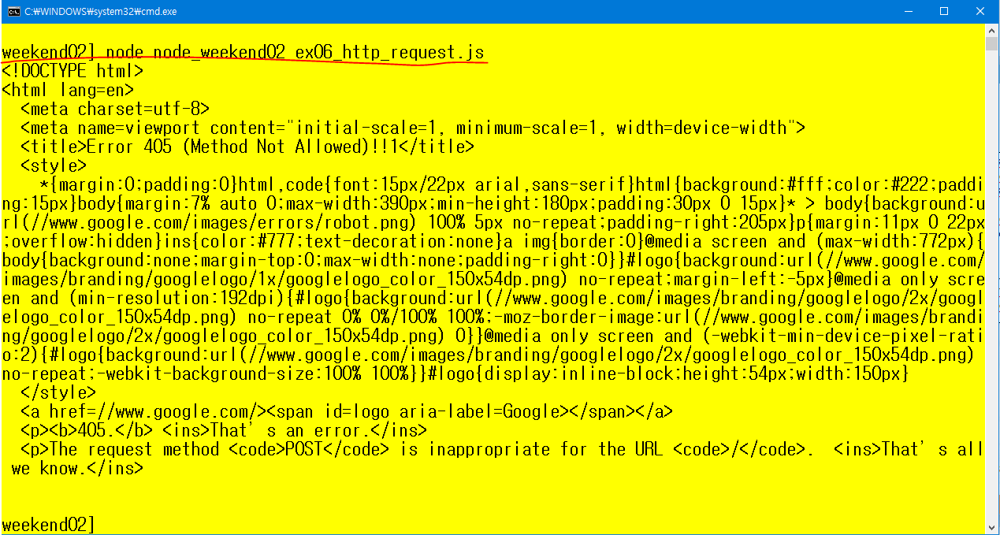 C:₩WINDOWS₩system32₩cmd.exe
weekend02] node node_weekend02_ex06_http_request.js
<!DOCTYPE html>
<html lang=en>
  <meta charset=utf-8>
  <meta name=viewport content="initial-scale=1, minimum-scale=1, width=device-width">
  <title>Error 405 (Method Not Allowed)!!1</title>
  <style>
    *{margin:0;padding:0}html,code{font:15px/22px arial,sans-serif}html{background:#fff;color:#222;paddi
ng:15px}body{margin:7% auto 0;max-width:390px;min-height:180px;padding:30px 0 15px}* > body{background:u
rl(//www.google.com/images/errors/robot.png) 100% 5px no-repeat;padding-right:205px}p{margin:11px 0 22px
;overflow:hidden}ins{color:#777;text-decoration:none}a img{border:0}@media screen and (max-width:772px){
body{background:none;margin-top:0;max-width:none;padding-right:0}}#logo{background:url(//www.google.com/
images/branding/googlelogo/1x/googlelogo_color_150x54dp.png) no-repeat;margin-left:-5px}@media only scre
en and (min-resolution:192dpi){#logo{background:url(//www.google.com/images/branding/googlelogo/2x/googl
elogo_color_150x54dp.png) no-repeat 0% 0%/100% 100%;-moz-border-image:url(//www.google.com/images/brandi
ng/googlelogo/2x/googlelogo_color_150x54dp.png) 0}}@media only screen and (-webkit-min-device-pixel-rati
o:2){#logo{background:url(//www.google.com/images/branding/googlelogo/2x/googlelogo_color_150x54dp.png)
no-repeat;-webkit-background-size:100% 100%}}#logo{display:inline-block;height:54px;width:150px}
  </style>
  <a href=//www.google.com/><span id=logo aria-label=Google></span></a>
  <p><b>405.</b> <ins>That’s an error.</ins>
  <p>The request method <code>POST</code> is inappropriate for the URL <code>/</code>.  <ins>That’s all
 we know.</ins>
weekend02]